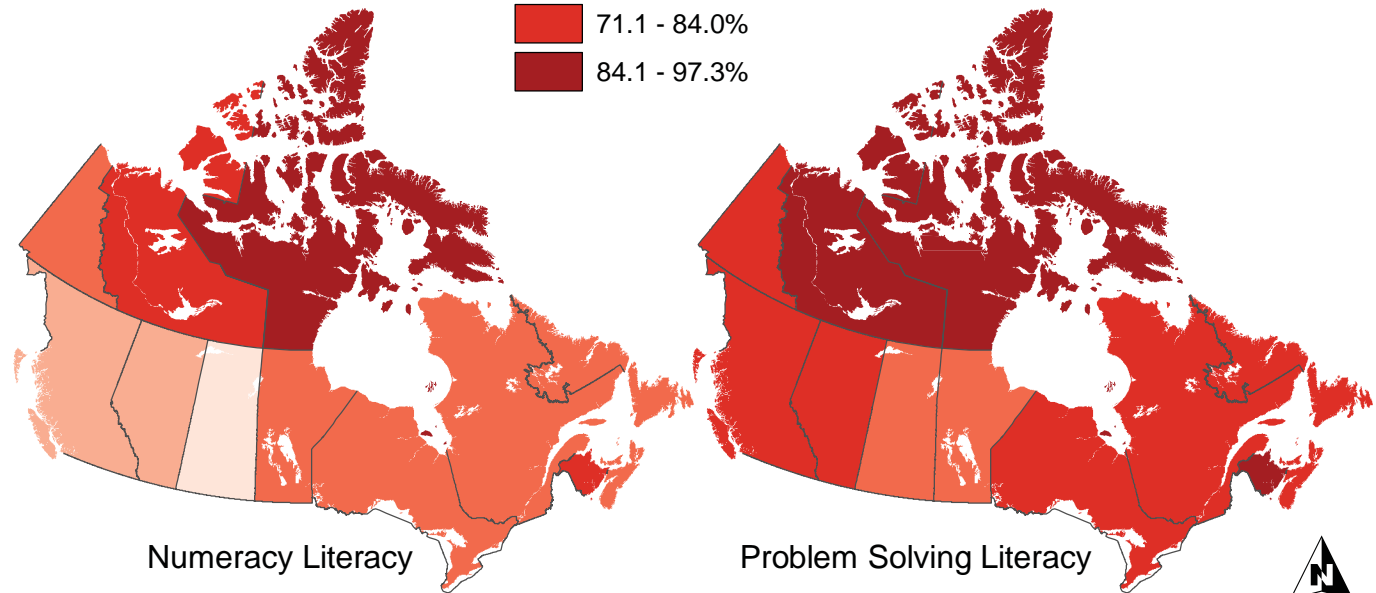 71.1 - 84.0%
84.1 - 97.3%
Numeracy Literacy
Problem Solving Literacy
N